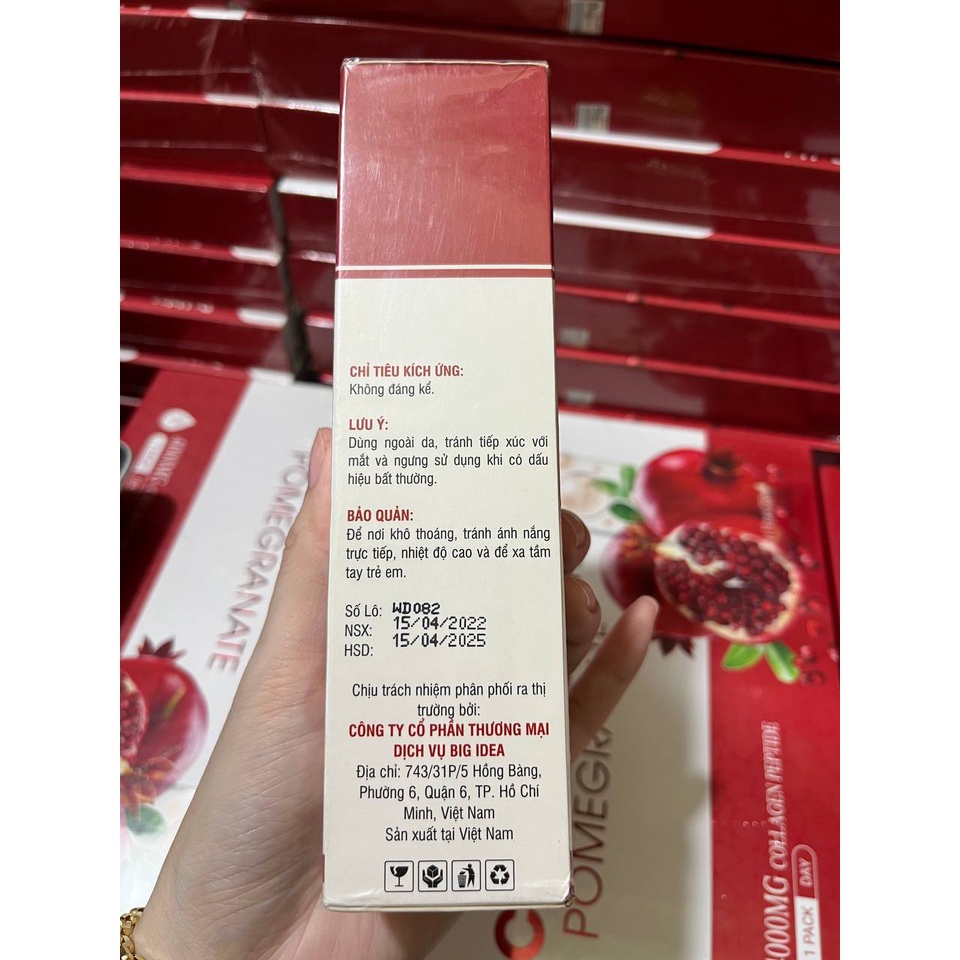 CHỈ TIÊU KÍCH ỨNG:
Không đáng kể.
LƯU Ý:
Dùng ngoài da, tránh tiếp xúc với
mắt và ngưng sử dụng khi có dấu
hiệu bất thường.
BẢO QUẢN:
Để nơi khô thoáng, tránh ánh nắng
trực tiếp, nhiệt độ cao và để xa tầm
tay trẻ em.
Số Lô: WD082
NSX: 15/04/2022
HSD: 15/04/2025
Chịu trách nhiệm phân phối ra thị
trường bởi:
CÔNG TY CỔ PHẦN THƯƠNG MẠI
DỊCH VỤ BIG IDEA
Địa chỉ: 743/31P/5 Hồng Bàng,
Phường 6, Quận 6, TP. Hồ Chí
Minh, Việt Nam
Sản xuất tại Việt Nam
POMEGRANATE
POMEGRANA
COLLAGEN PEPTIDE
1 PACK DAY